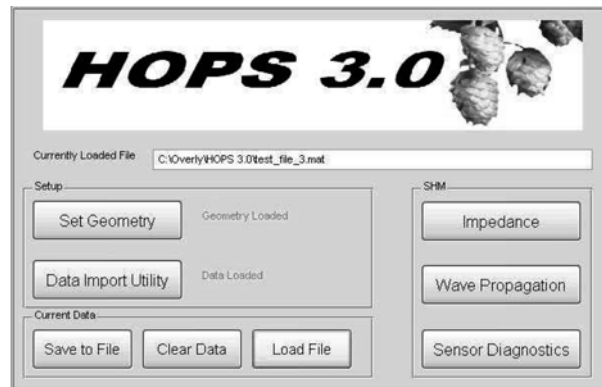 HOPS 3.0
Currently Loaded File C:\Overly\HOPS 3.0\test_file_3.mat
Setup
Set Geometry Geometry Loaded
Data Import Utility Data Loaded
Current Data
Save to File Clear Data Load File
SHM
Impedance
Wave Propagation
Sensor Diagnostics